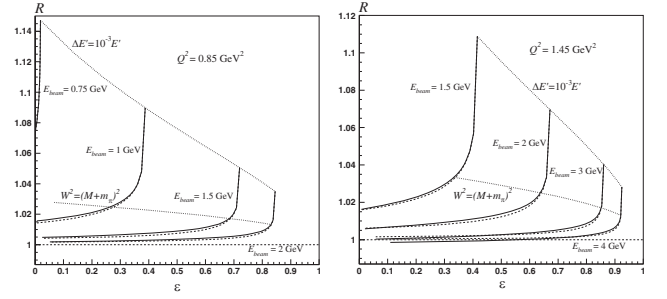 R
1.14
1.12
1.1
1.08
1.06
1.04
1.02
1
ΔE'=10⁻³E'
Q² = 0.85 GeV²
E_beam = 0.75 GeV
E_beam = 1 GeV
E_beam = 1.5 GeV
W²=(M+m_π)²
E_beam = 2 GeV
0 0.1 0.2 0.3 0.4 0.5 0.6 0.7 0.8 0.9 1
ε
R
1.12
1.1
1.08
1.06
1.04
1.02
1
Q² = 1.45 GeV²
ΔE'=10⁻³E'
E_beam = 1.5 GeV
E_beam = 2 GeV
E_beam = 3 GeV
W²=(M+m_π)²
E_beam = 4 GeV
0 0.1 0.2 0.3 0.4 0.5 0.6 0.7 0.8 0.9 1
ε